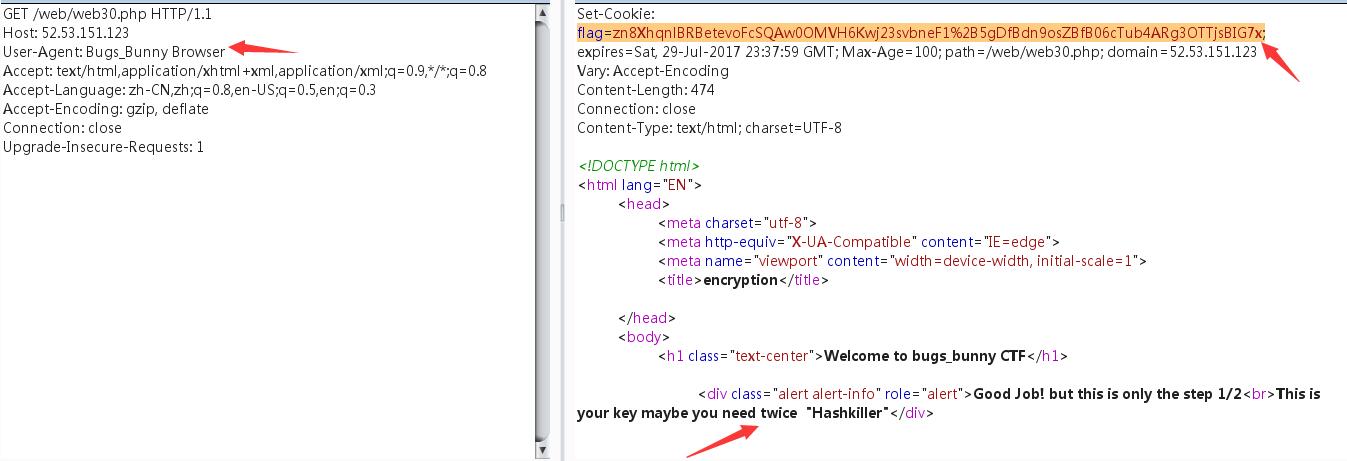 GET /web/web30.php HTTP/1.1
Host: 52.53.151.123
User-Agent: Bugs_Bunny Browser
Accept: text/html,application/xhtml+xml,application/xml;q=0.9,*/*;q=0.8
Accept-Language: zh-CN,zh;q=0.8,en-US;q=0.5,en;q=0.3
Accept-Encoding: gzip, deflate
Connection: close
Upgrade-Insecure-Requests: 1
Set-Cookie:
flag=zn8XhqnIBRBetevoFcSQAw0OMVH6Kwj23svbneF1%2B5gDfBdn9osZBfB06cTub4ARg3OTTjsBIG7x;
expires=Sat, 29-Jul-2017 23:37:59 GMT; Max-Age=100; path=/web/web30.php; domain=52.53.151.123
Vary: Accept-Encoding
Content-Length: 474
Connection: close
Content-Type: text/html; charset=UTF-8
<!DOCTYPE html>
<html lang="EN">
<head>
<meta charset="utf-8">
<meta http-equiv="X-UA-Compatible" content="IE=edge">
<meta name="viewport" content="width=device-width, initial-scale=1">
<title>encryption</title>
</head>
<body>
<h1 class="text-center">Welcome to bugs_bunny CTF</h1>
<div class="alert alert-info" role="alert">Good Job! but this is only the step 1/2<br>This is
your key maybe you need twice  "Hashkiller"</div>